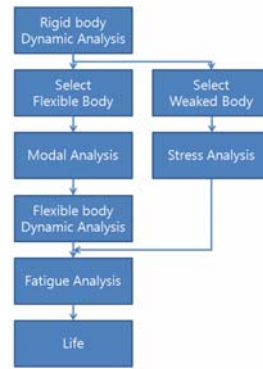 Rigid body
Dynamic Analysis
Select
Flexible Body
Select
Weaked Body
Modal Analysis
Stress Analysis
Flexible body
Dynamic Analysis
Fatigue Analysis
Life